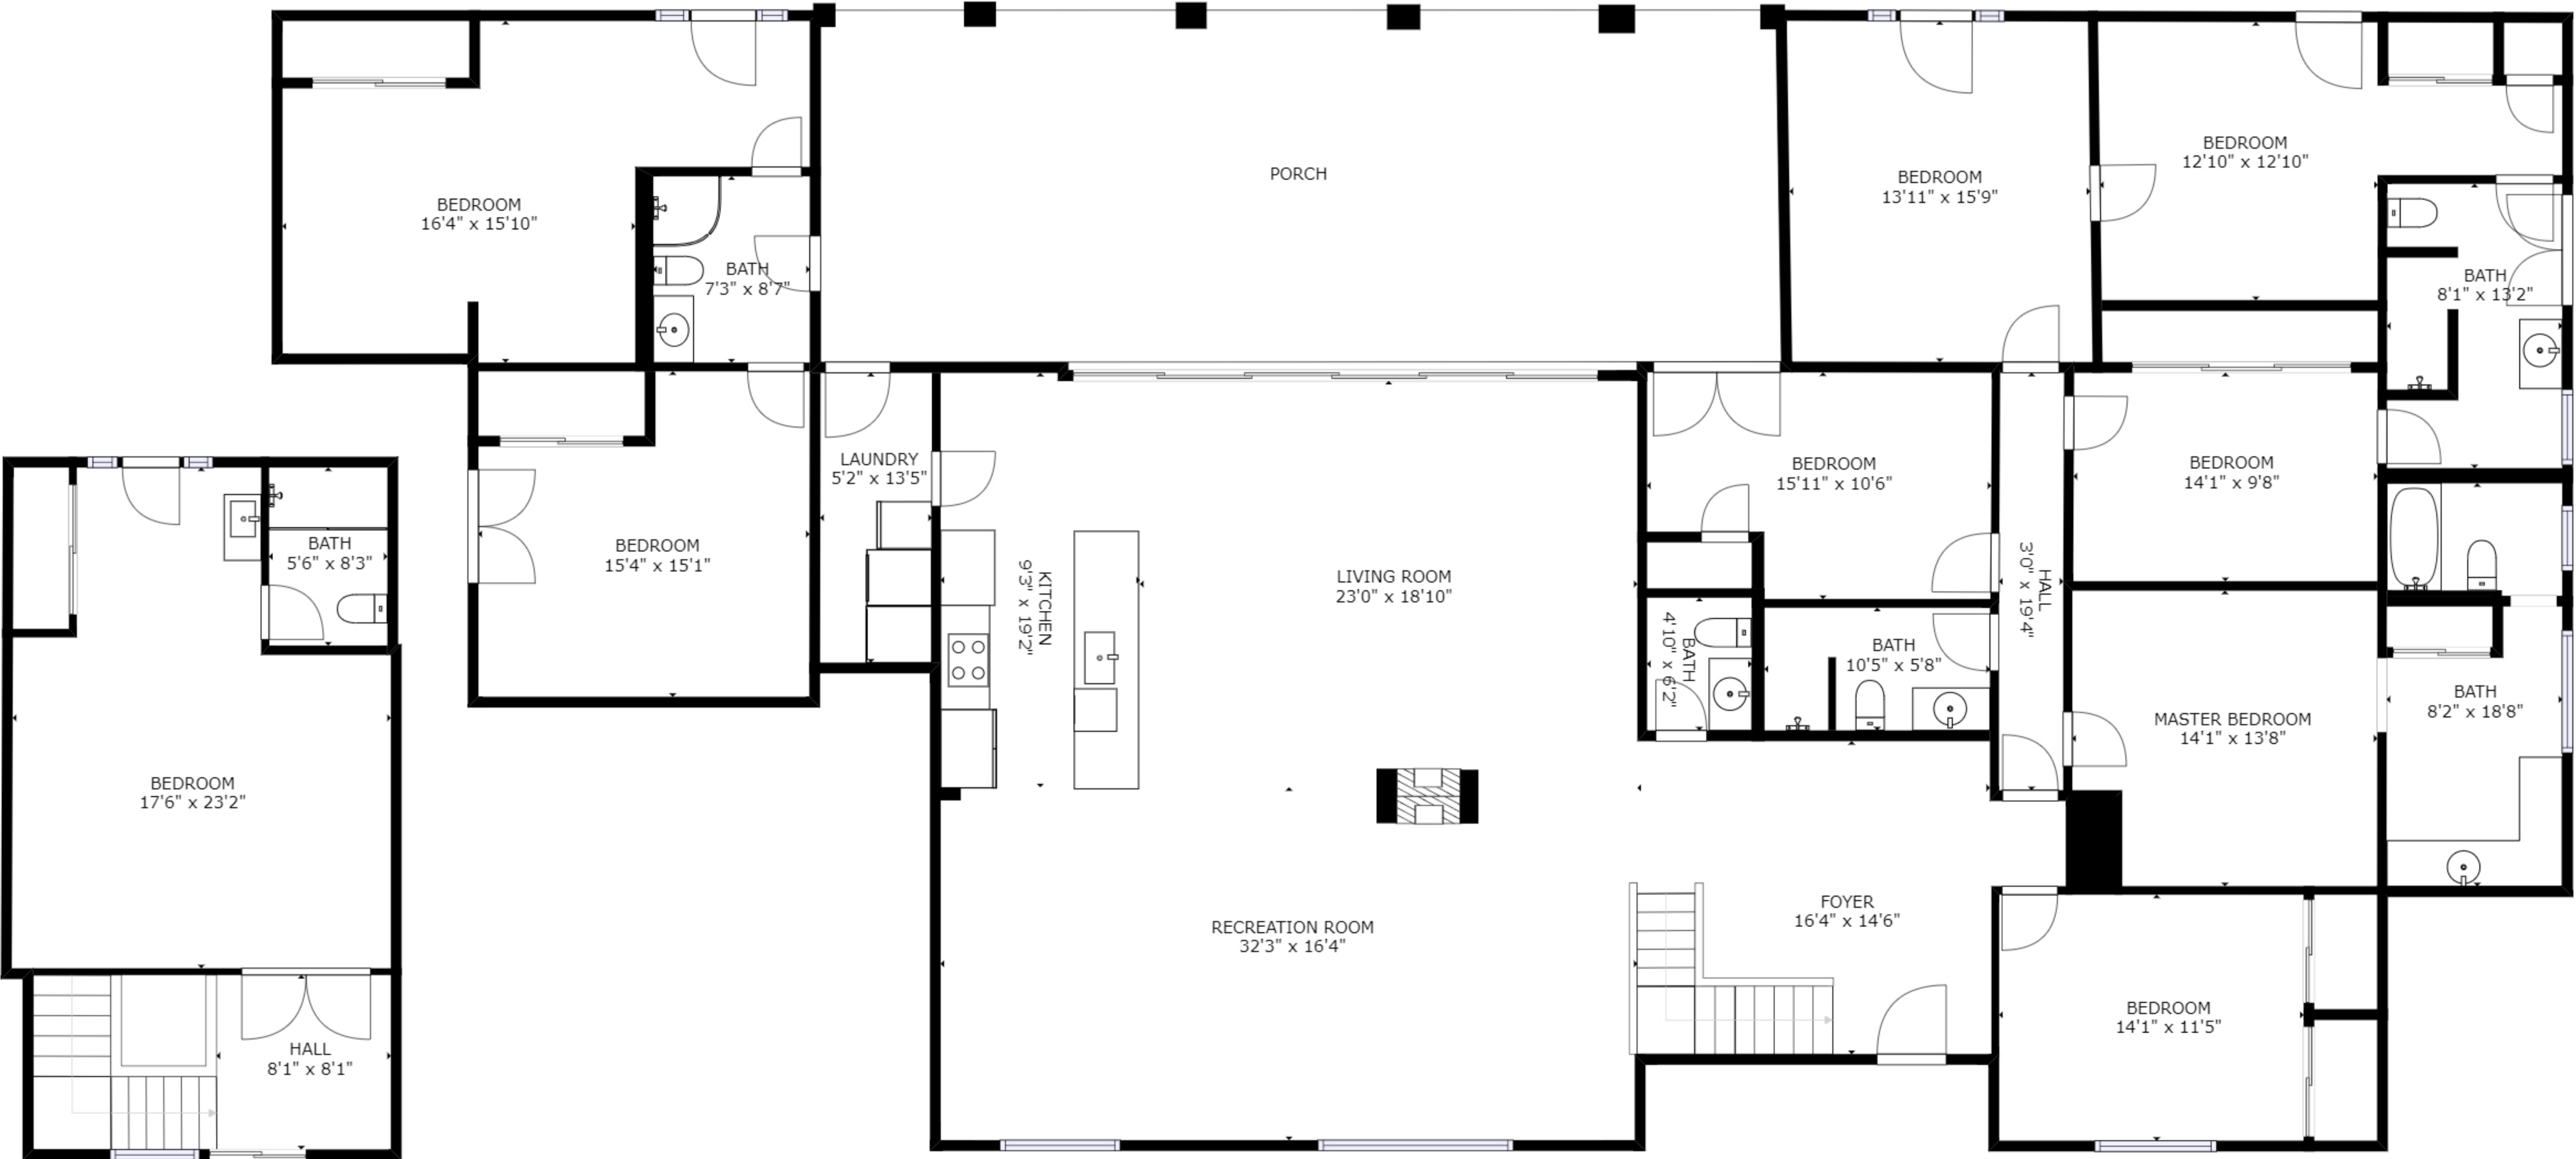 PORCH
BEDROOM
12'10" x 12'10"
BEDROOM
13'11" x 15'9"
BEDROOM
16'4" x 15'10"
BATH
7'3" x 8'7"
BATH
8'1" x 13'2"
LAUNDRY
5'2" x 13'5"
BEDROOM
15'11" x 10'6"
BEDROOM
14'1" x 9'8"
BATH
5'6" x 8'3"
BEDROOM
15'4" x 15'1"
KITCHEN
9'3" x 19'2"
LIVING ROOM
23'0" x 18'10"
HALL
3'0" x 19'4"
BATH
4'10" x 6'2"
BATH
10'5" x 5'8"
BATH
8'2" x 18'8"
MASTER BEDROOM
14'1" x 13'8"
BEDROOM
17'6" x 23'2"
FOYER
16'4" x 14'6"
RECREATION ROOM
32'3" x 16'4"
BEDROOM
14'1" x 11'5"
HALL
8'1" x 8'1"